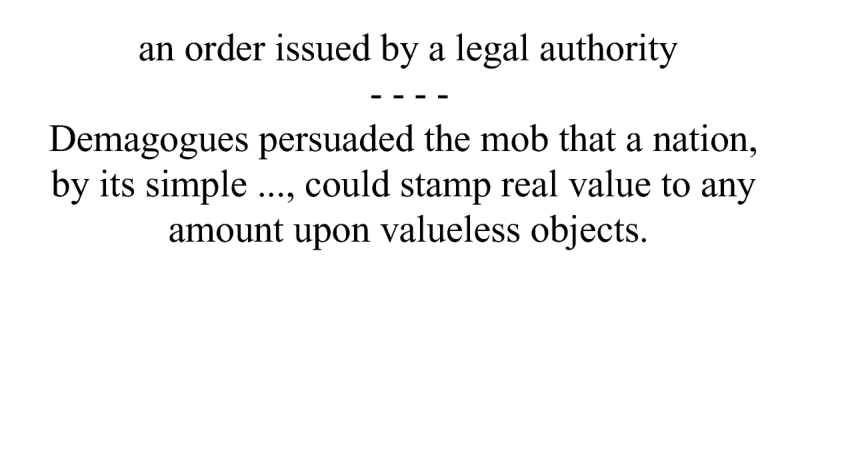 an order issued by a legal authority
- - - -
Demagogues persuaded the mob that a nation,
by its simple ..., could stamp real value to any
amount upon valueless objects.